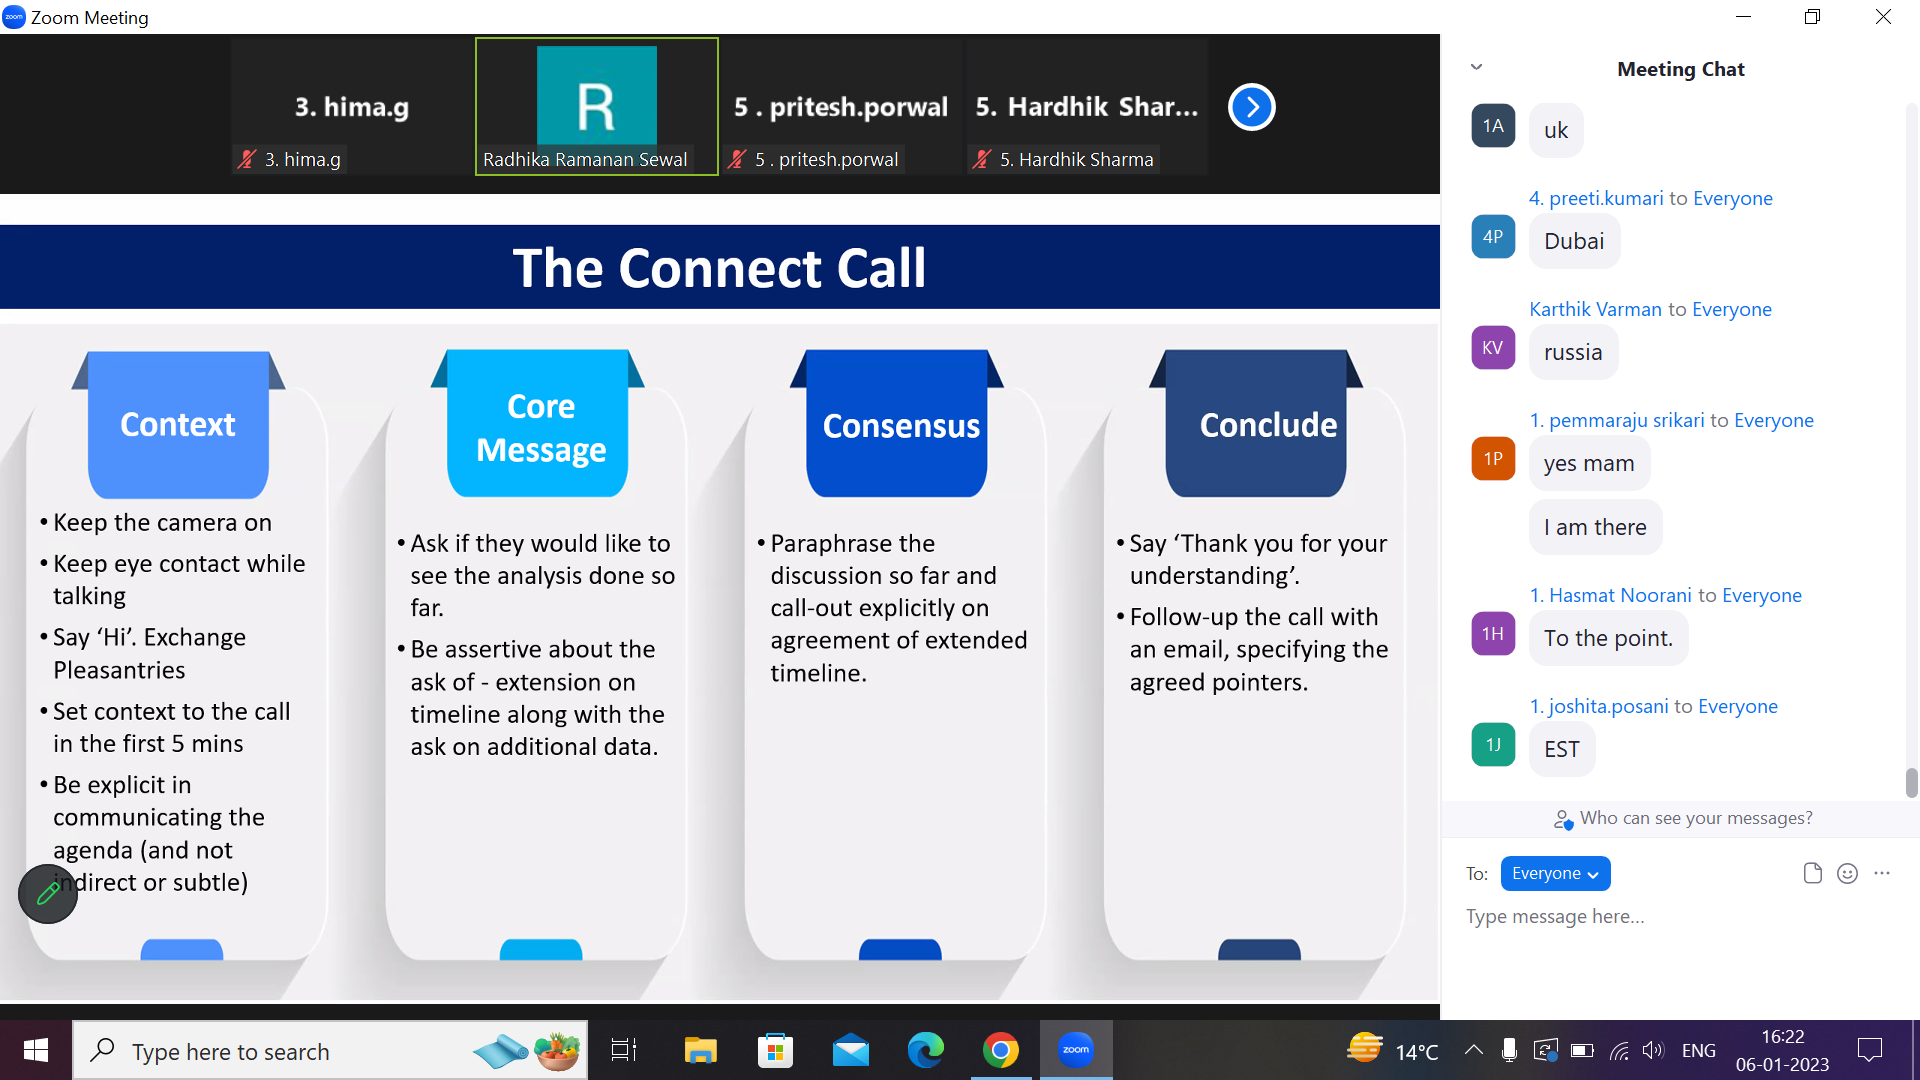 zoom Zoom Meeting
3. hima.g
R
5 . pritesh.porwal
5. Hardhik Shar...
3. hima.g
Radhika Ramanan Sewal
5 . pritesh.porwal
5. Hardhik Sharma
The Connect Call
Context
• Keep the camera on
• Keep eye contact while
talking
• Say ‘Hi’. Exchange
Pleasantries
• Set context to the call
in the first 5 mins
• Be explicit in
communicating the
agenda (and not
indirect or subtle)
Core
Message
• Ask if they would like to
see the analysis done so
far.
• Be assertive about the
ask of - extension on
timeline along with the
ask on additional data.
Consensus
• Paraphrase the
discussion so far and
call-out explicitly on
agreement of extended
timeline.
Conclude
• Say ‘Thank you for your
understanding’.
• Follow-up the call with
an email, specifying the
agreed pointers.
Meeting Chat
1A
uk
4. preeti.kumari to Everyone
4P
Dubai
Karthik Varman to Everyone
KV
russia
1. pemmaraju srikari to Everyone
1P
yes mam
I am there
1. Hasmat Noorani to Everyone
1H
To the point.
1. joshita.posani to Everyone
1J
EST
Who can see your messages?
To: Everyone
Type message here...
Type here to search
zoom
14°C
ENG
16:22
06-01-2023